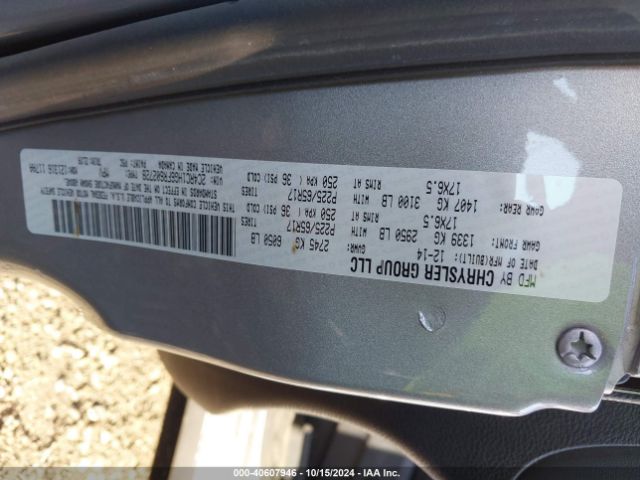 MFD BY CHRYSLER GROUP LLC
DATE OF MFR(BUILT): 12-14 GVWR: 2745 KG 6050 LB
GAWR FRONT: 1339 KG 2950 LB WITH P225/65R17 TIRES
17X6.5 RIMS AT 250 KPA ( 36 PSI) COLD
GAWR REAR: 1407 KG 3100 LB WITH P225/65R17 TIRES
17X6.5 RIMS AT 250 KPA ( 36 PSI) COLD
THIS VEHICLE CONFORMS TO ALL APPLICABLE U.S.A. FEDERAL MOTOR VEHICLE SAFETY
STANDARDS IN EFFECT ON THE DATE OF MANUFACTURE SHOWN ABOVE.
VIN: TYPE: MPV
VEHICLE MADE IN CANADA PAINT:
000-40607946 - 10/15/2024 - IAA Inc.